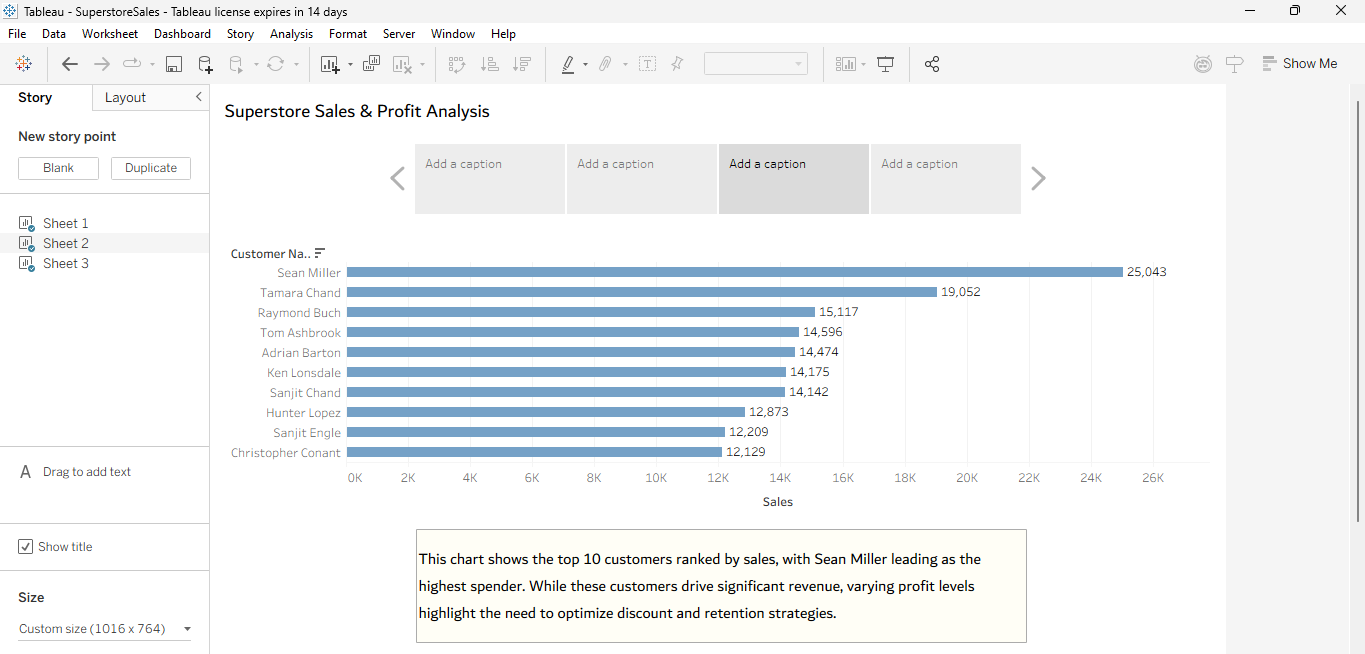 Tableau - SuperstoreSales - Tableau license expires in 14 days
File Data Worksheet Dashboard Story Analysis Format Server Window Help
Show Me
Story Layout
New story point
Blank Duplicate
Sheet 1
Sheet 2
Sheet 3
A Drag to add text
Show title
Size
Custom size (1016 x 764)
Superstore Sales & Profit Analysis
Add a caption Add a caption Add a caption Add a caption
Customer Na..
Sean Miller 25,043
Tamara Chand 19,052
Raymond Buch 15,117
Tom Ashbrook 14,596
Adrian Barton 14,474
Ken Lonsdale 14,175
Sanjit Chand 14,142
Hunter Lopez 12,873
Sanjit Engle 12,209
Christopher Conant 12,129
0K 2K 4K 6K 8K 10K 12K 14K 16K 18K 20K 22K 24K 26K
Sales
This chart shows the top 10 customers ranked by sales, with Sean Miller leading as the
highest spender. While these customers drive significant revenue, varying profit levels
highlight the need to optimize discount and retention strategies.